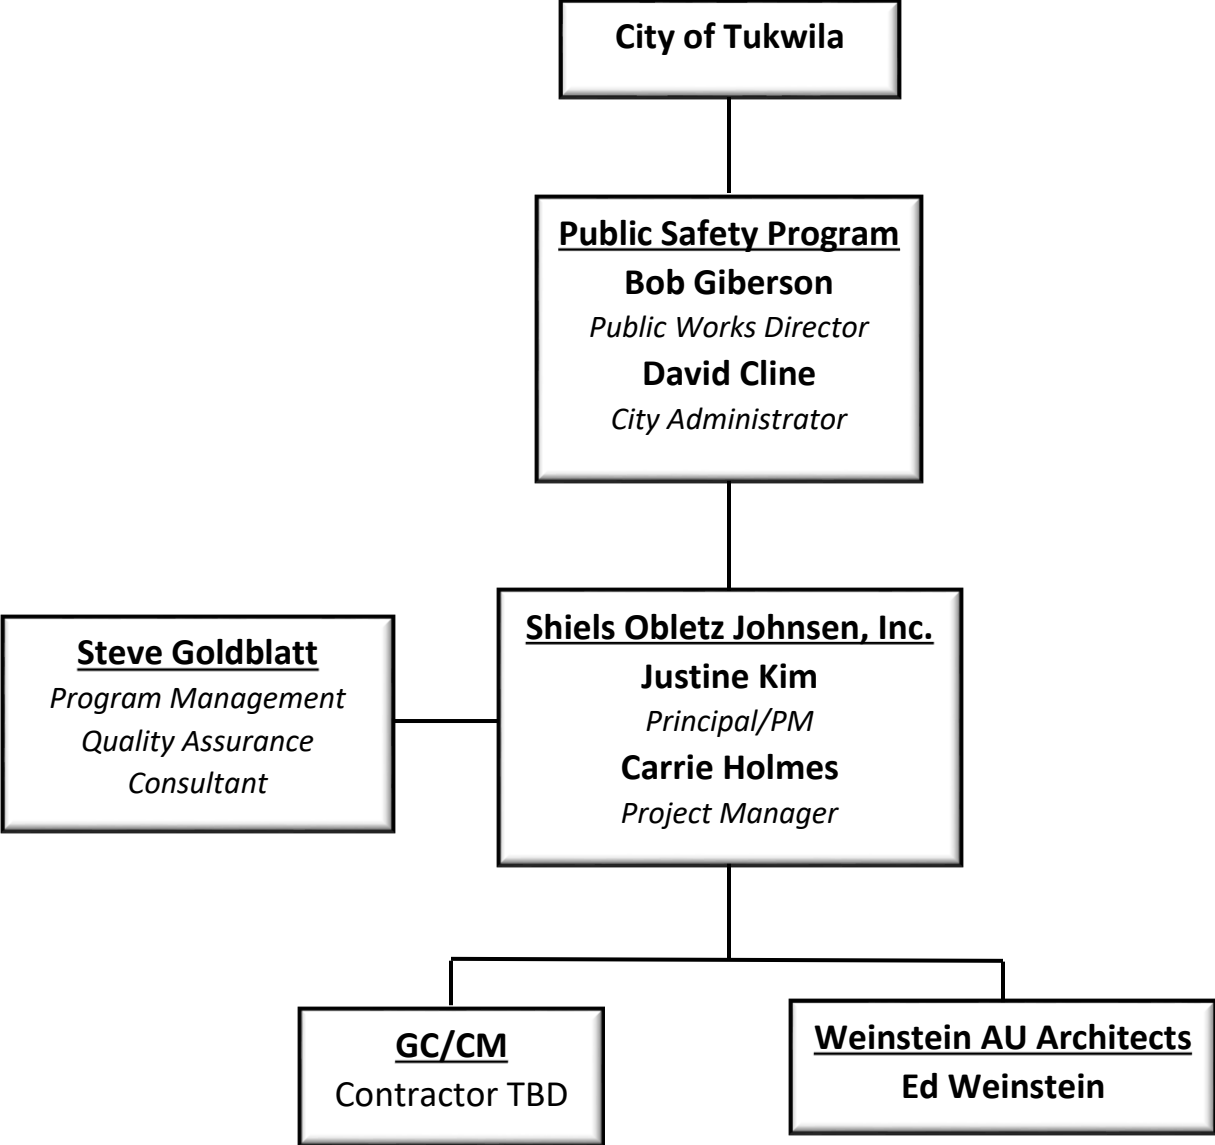 City of Tukwila
Public Safety Program
Bob Giberson
Public Works Director
David Cline
City Administrator
Steve Goldblatt
Program Management
Quality Assurance
Consultant
Shiels Obletz Johnsen, Inc.
Justine Kim
Principal/PM
Carrie Holmes
Project Manager
GC/CM
Contractor TBD
Weinstein AU Architects
Ed Weinstein